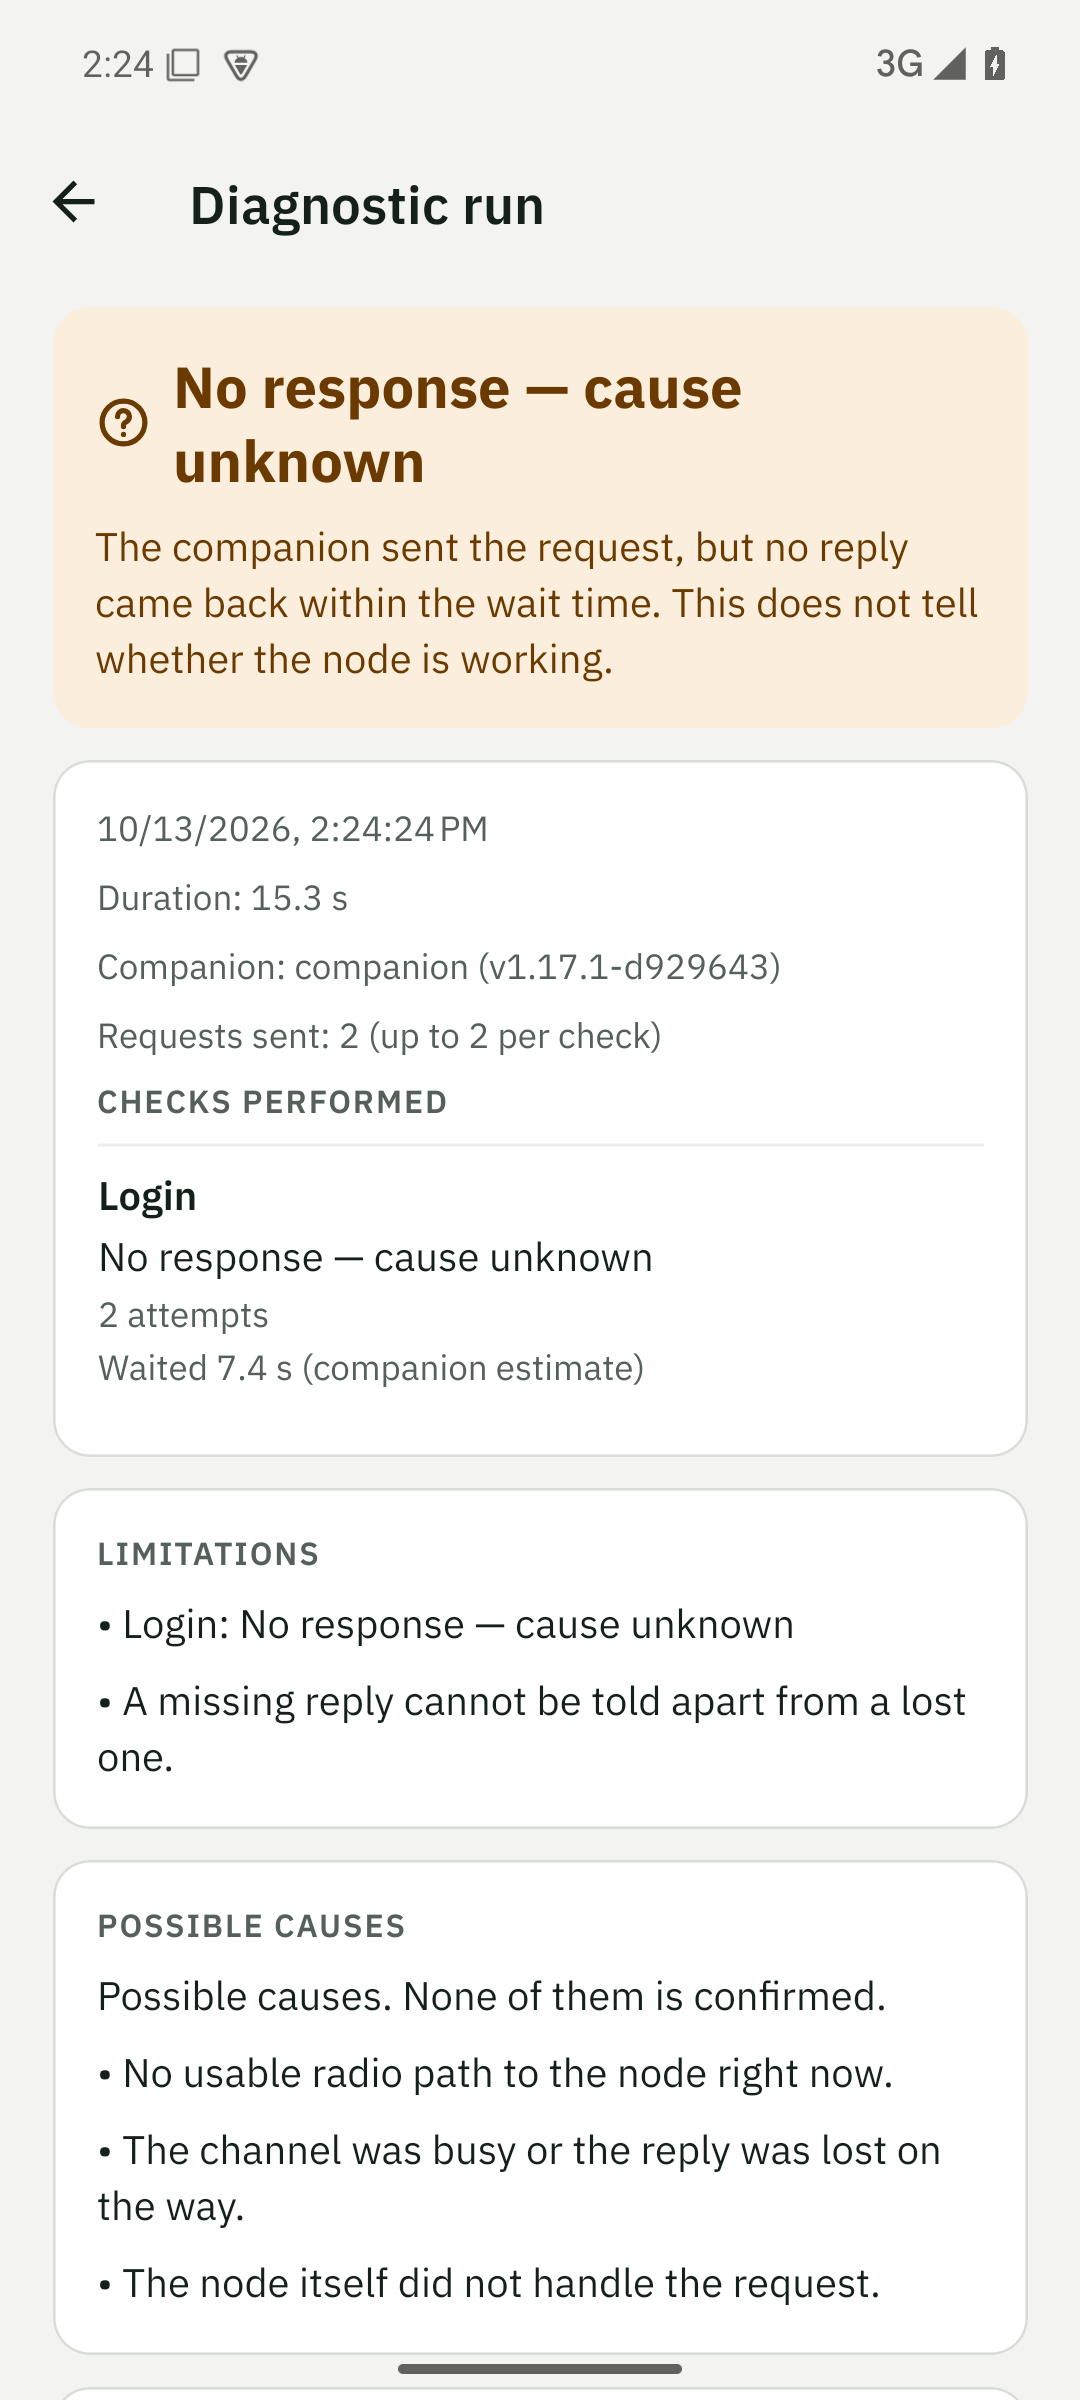 2:24
3G
Diagnostic run
No response — cause
unknown
The companion sent the request, but no reply
came back within the wait time. This does not tell
whether the node is working.
10/13/2026, 2:24:24 PM
Duration: 15.3 s
Companion: companion (v1.17.1-d929643)
Requests sent: 2 (up to 2 per check)
CHECKS PERFORMED
Login
No response — cause unknown
2 attempts
Waited 7.4 s (companion estimate)
LIMITATIONS
• Login: No response — cause unknown
• A missing reply cannot be told apart from a lost
one.
POSSIBLE CAUSES
Possible causes. None of them is confirmed.
• No usable radio path to the node right now.
• The channel was busy or the reply was lost on
the way.
• The node itself did not handle the request.